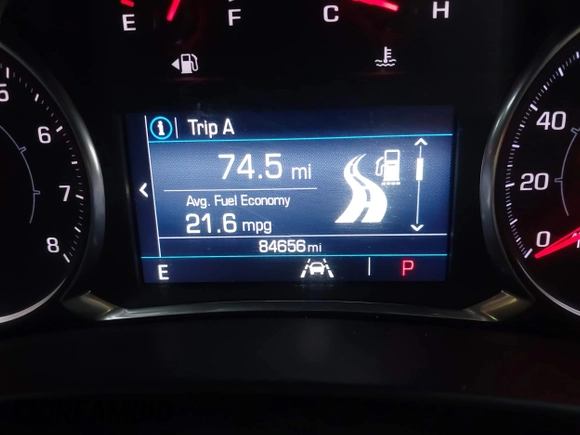 E F C H
Trip A
74.5 mi
Avg. Fuel Economy
21.6 mpg
84656 mi
E P
5
6
7
8
40
20
0